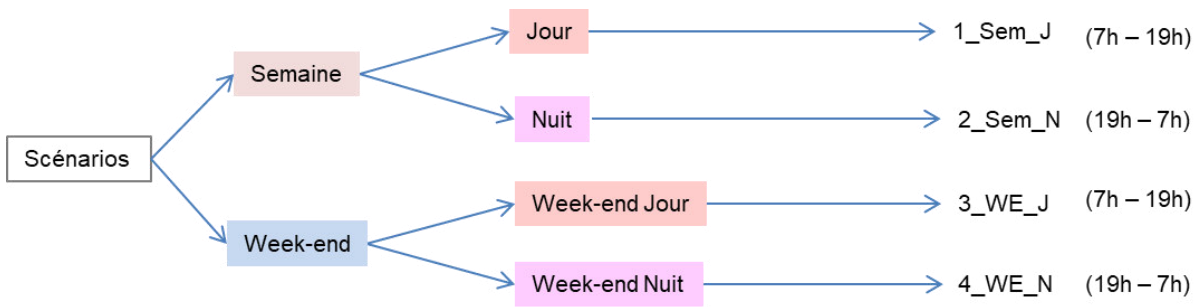 Scénarios
Semaine
Jour
1_Sem_J (7h – 19h)
Nuit
2_Sem_N (19h – 7h)
Week-end
Week-end Jour
3_WE_J (7h – 19h)
Week-end Nuit
4_WE_N (19h – 7h)